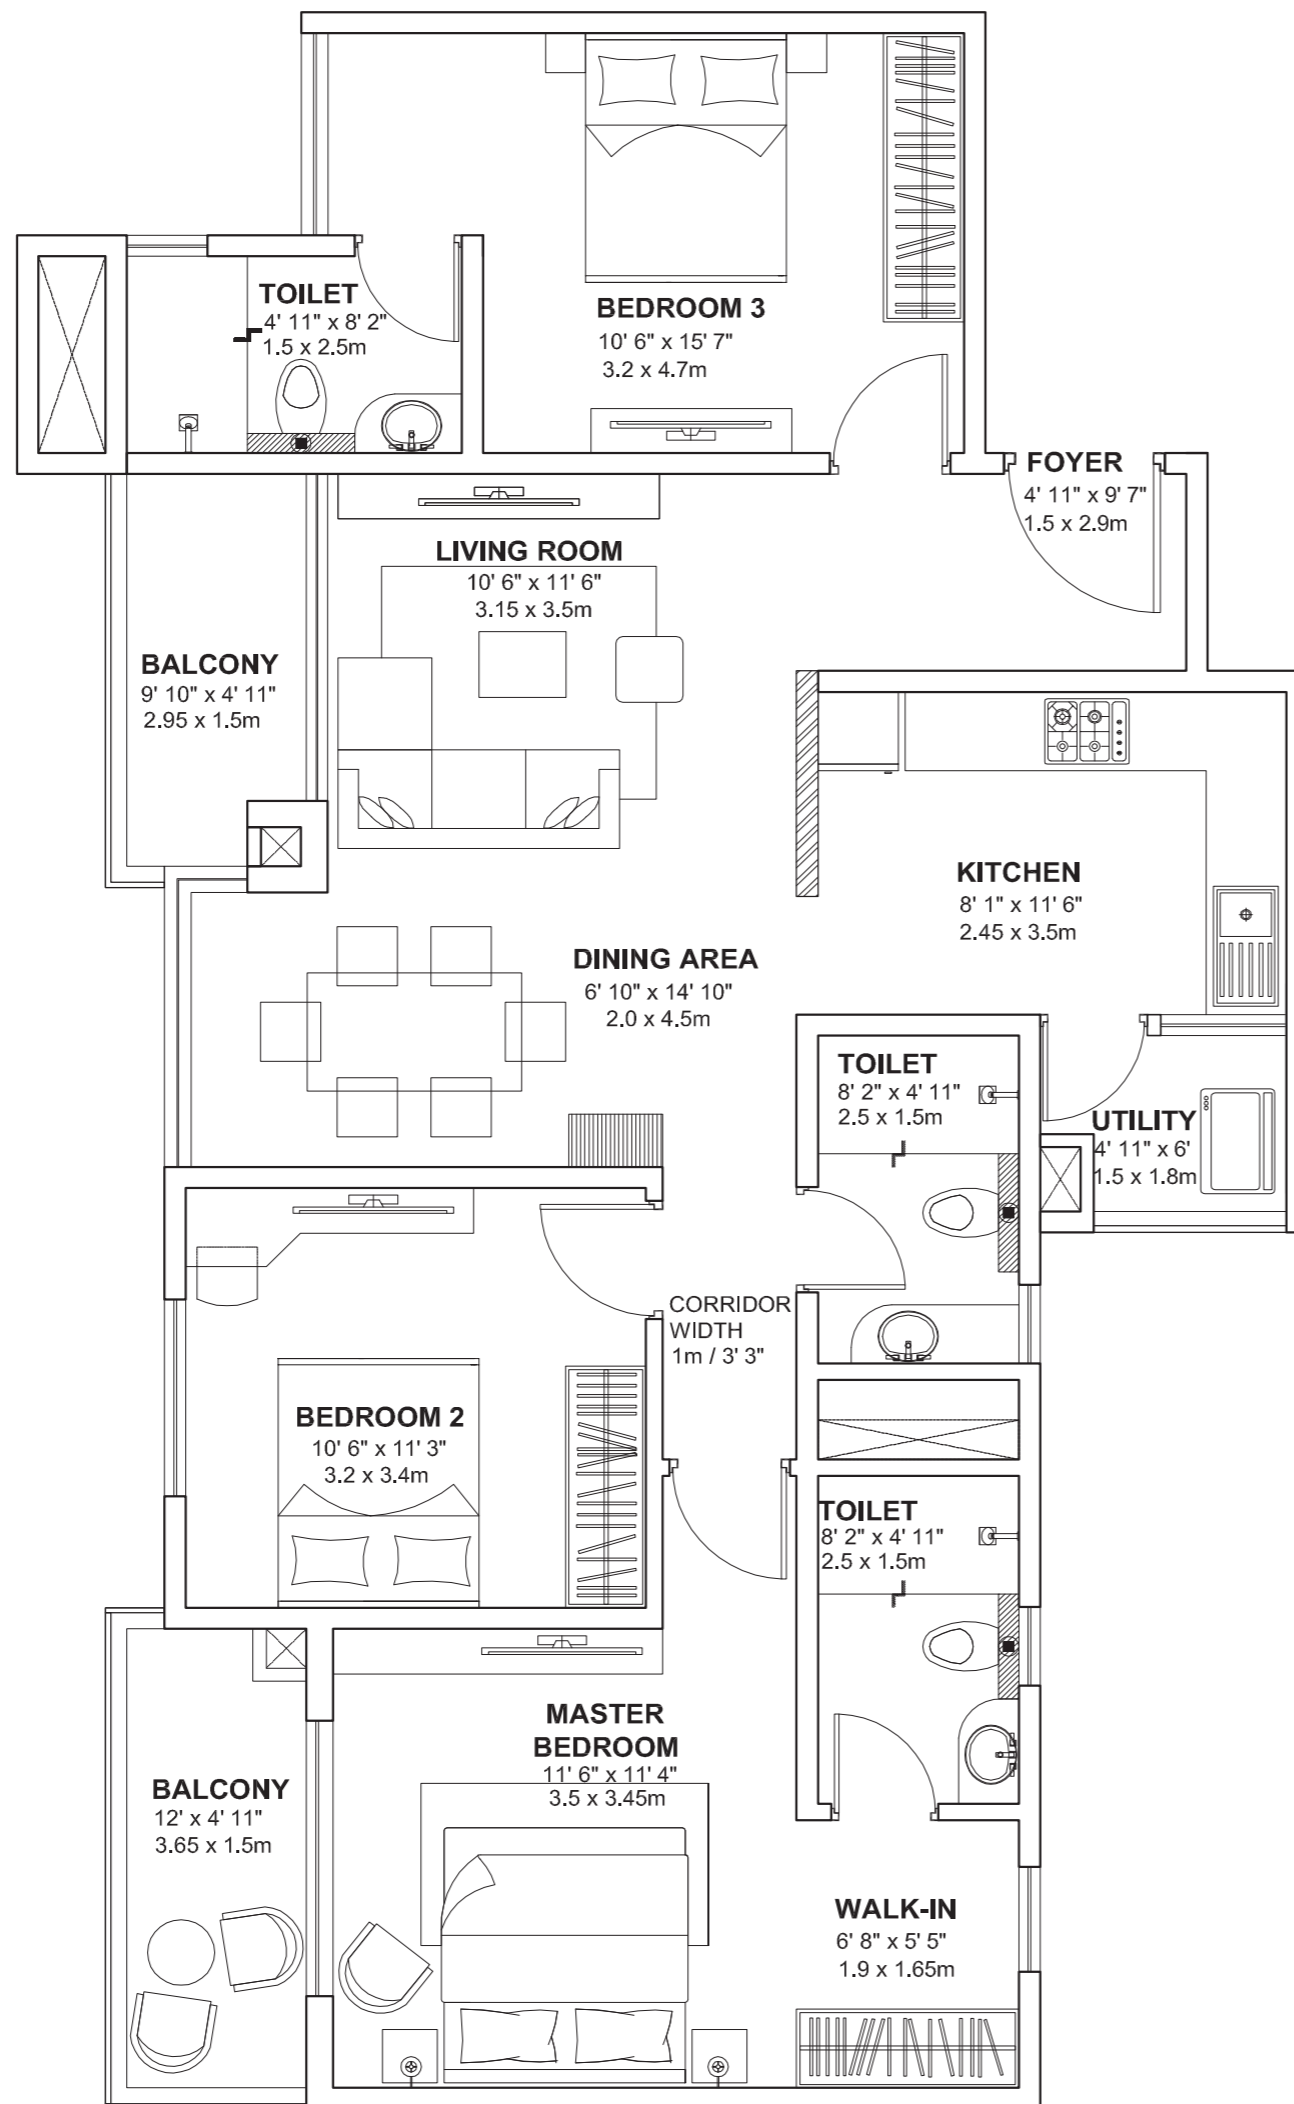 TOILET
4' 11" x 8' 2"
1.5 x 2.5m
BEDROOM 3
10' 6" x 15' 7"
3.2 x 4.7m
FOYER
4' 11" x 9' 7"
1.5 x 2.9m
LIVING ROOM
10' 6" x 11' 6"
3.15 x 3.5m
BALCONY
9' 10" x 4' 11"
2.95 x 1.5m
KITCHEN
8' 1" x 11' 6"
2.45 x 3.5m
DINING AREA
6' 10" x 14' 10"
2.0 x 4.5m
TOILET
8' 2" x 4' 11"
2.5 x 1.5m
UTILITY
4' 11" x 6'
1.5 x 1.8m
CORRIDOR
WIDTH
1m / 3' 3"
BEDROOM 2
10' 6" x 11' 3"
3.2 x 3.4m
TOILET
8' 2" x 4' 11"
2.5 x 1.5m
MASTER
BEDROOM
11' 6" x 11' 4"
3.5 x 3.45m
BALCONY
12' x 4' 11"
3.65 x 1.5m
WALK-IN
6' 8" x 5' 5"
1.9 x 1.65m